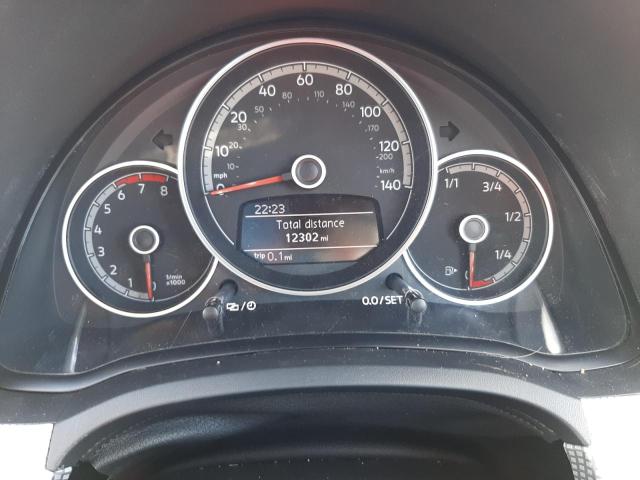 60
40 80
50 80 110 140
20 100
30 170
10 120
10 200
mph km/h
0 140
22:23
Total distance
12302 mi
trip 0.1 mi
6 7 8
5
4
3
2
1 0
1/min
x1000
1/1 3/4
1/2
1/4
0
0.0/SET